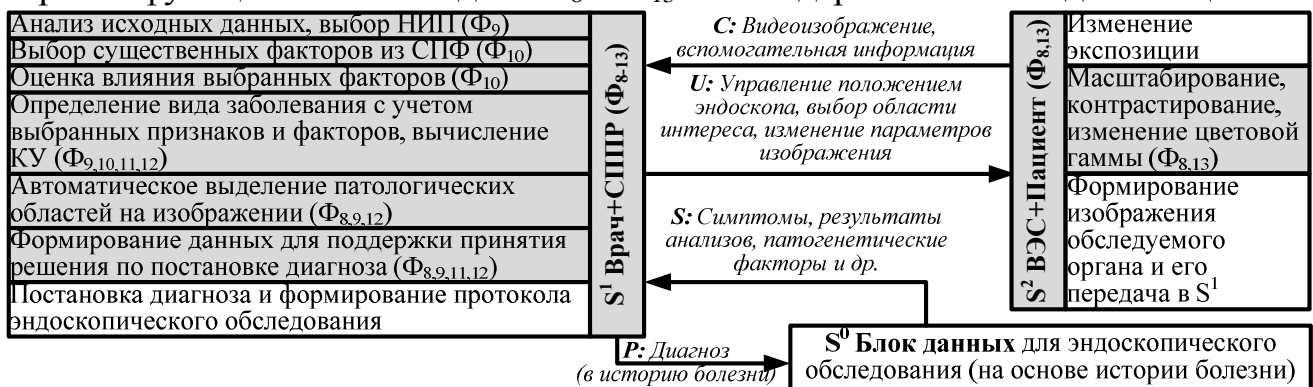 Анализ исходных данных, выбор НИП (Ф9)
Выбор существенных факторов из СПФ (Ф10)
Оценка влияния выбранных факторов (Ф10)
Определение вида заболевания с учетом
выбранных признаков и факторов, вычисление
КУ (Ф9,10,11,12)
Автоматическое выделение патологических
областей на изображении (Ф8,9,12)
Формирование данных для поддержки принятия
решения по постановке диагноза (Ф8,9,11,12)
Постановка диагноза и формирование протокола
эндоскопического обследования
S1 Врач+СППР (Ф8-13)
C: Видеоизображение,
вспомогательная информация
U: Управление положением
эндоскопа, выбор области
интереса, изменение параметров
изображения
S: Симптомы, результаты
анализов, патогенетические
факторы и др.
P: Диагноз
(в историю болезни)
S2 ВЭС+Пациент (Ф8,13)
Изменение
экспозиции
Масштабирование,
контрастирование,
изменение цветовой
гаммы (Ф8,13)
Формирование
изображения
обследуемого
органа и его
передача в S1
S0 Блок данных для эндоскопического
обследования (на основе истории болезни)